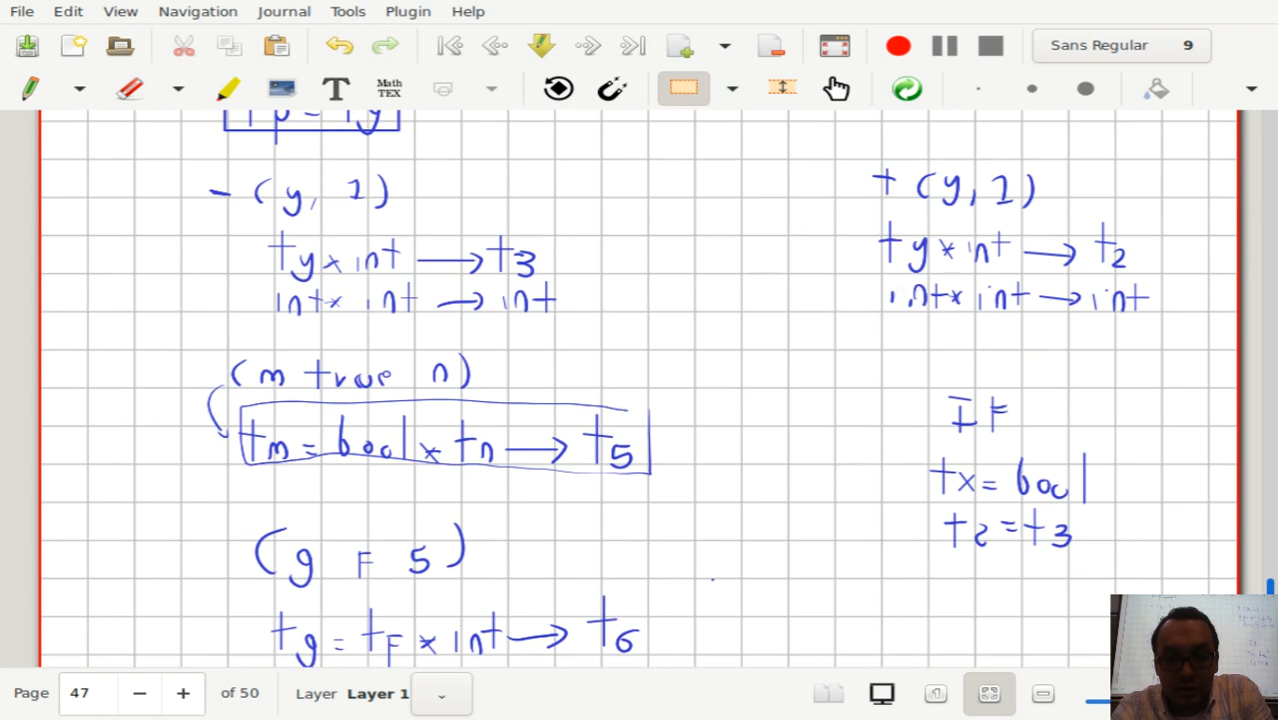 File Edit View Navigation Journal Tools Plugin Help
Sans Regular 9
T Math TEX
- (y, 1)
ty × int → t3
int × int → int
(m true n)
tm = bool × tn → t5
(g F 5)
tg = tF × int → t6
+ (y, 1)
ty * int → t2
int * int → int
IF
tx = bool
t2 = t3
Page 47 - + of 50 Layer Layer 1